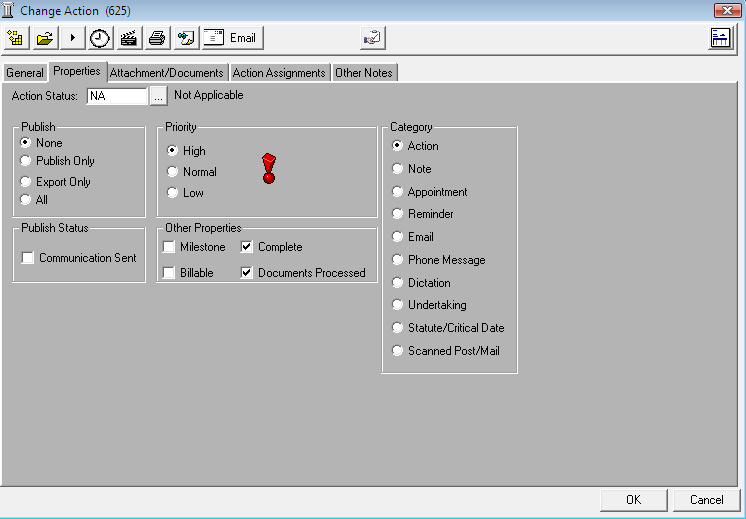 Change Action (625)
Email
General Properties Attachment/Documents Action Assignments Other Notes
Action Status: NA ... Not Applicable
Publish
None
Publish Only
Export Only
All
Priority
High
Normal
Low
Category
Action
Note
Appointment
Reminder
Email
Phone Message
Dictation
Undertaking
Statute/Critical Date
Scanned Post/Mail
Publish Status
Communication Sent
Other Properties
Milestone Complete
Billable Documents Processed
OK Cancel